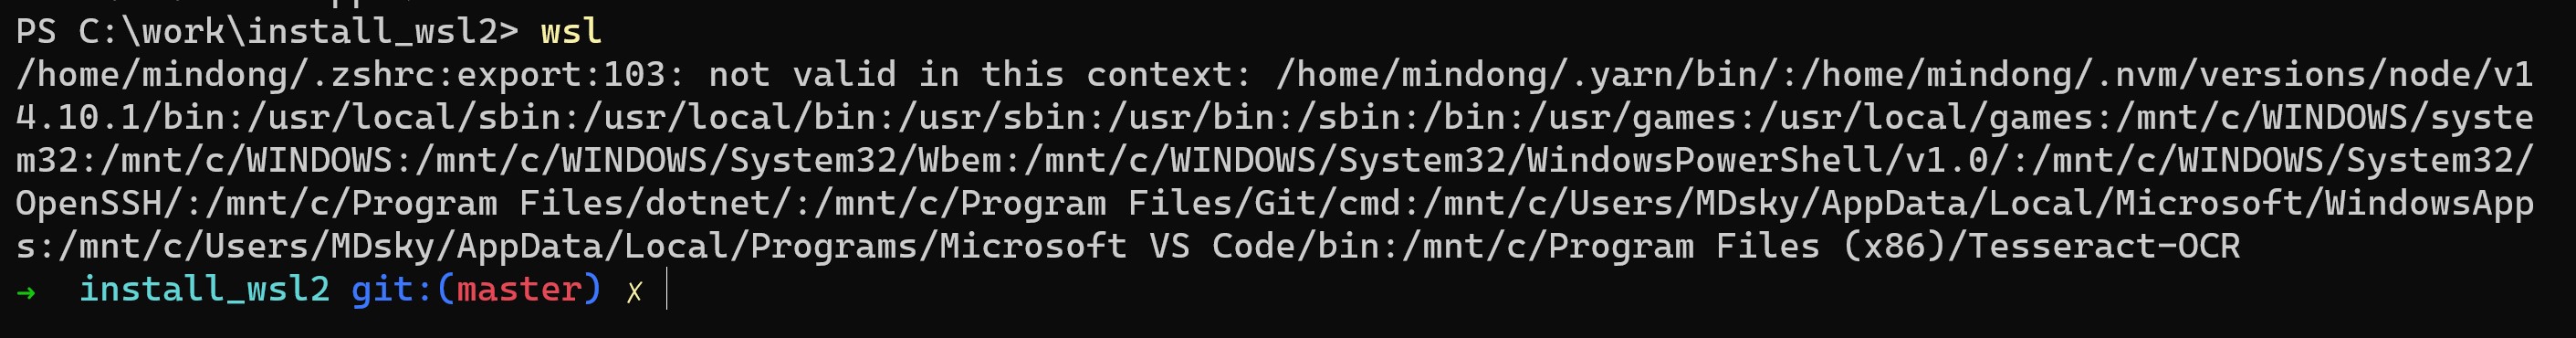 PS C:\work\install_wsl2> wsl
/home/mindong/.zshrc:export:103: not valid in this context: /home/mindong/.yarn/bin/:/home/mindong/.nvm/versions/node/v1
4.10.1/bin:/usr/local/sbin:/usr/local/bin:/usr/sbin:/usr/bin:/sbin:/bin:/usr/games:/usr/local/games:/mnt/c/WINDOWS/syste
m32:/mnt/c/WINDOWS:/mnt/c/WINDOWS/System32/Wbem:/mnt/c/WINDOWS/System32/WindowsPowerShell/v1.0/:/mnt/c/WINDOWS/System32/
OpenSSH/:/mnt/c/Program Files/dotnet/:/mnt/c/Program Files/Git/cmd:/mnt/c/Users/MDsky/AppData/Local/Microsoft/WindowsApp
s:/mnt/c/Users/MDsky/AppData/Local/Programs/Microsoft VS Code/bin:/mnt/c/Program Files (x86)/Tesseract-OCR
→ install_wsl2 git:(master) ✗